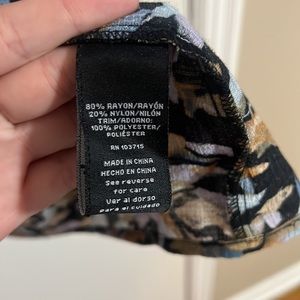 80% RAYON/RAYÓN
20% NYLON/NILÓN
TRIM/ADORNO:
100% POLYESTER/
POLIÉSTER
RN 103715
MADE IN CHINA
HECHO EN CHINA
See reverse
for care
Ver al dorso
para el cuidado